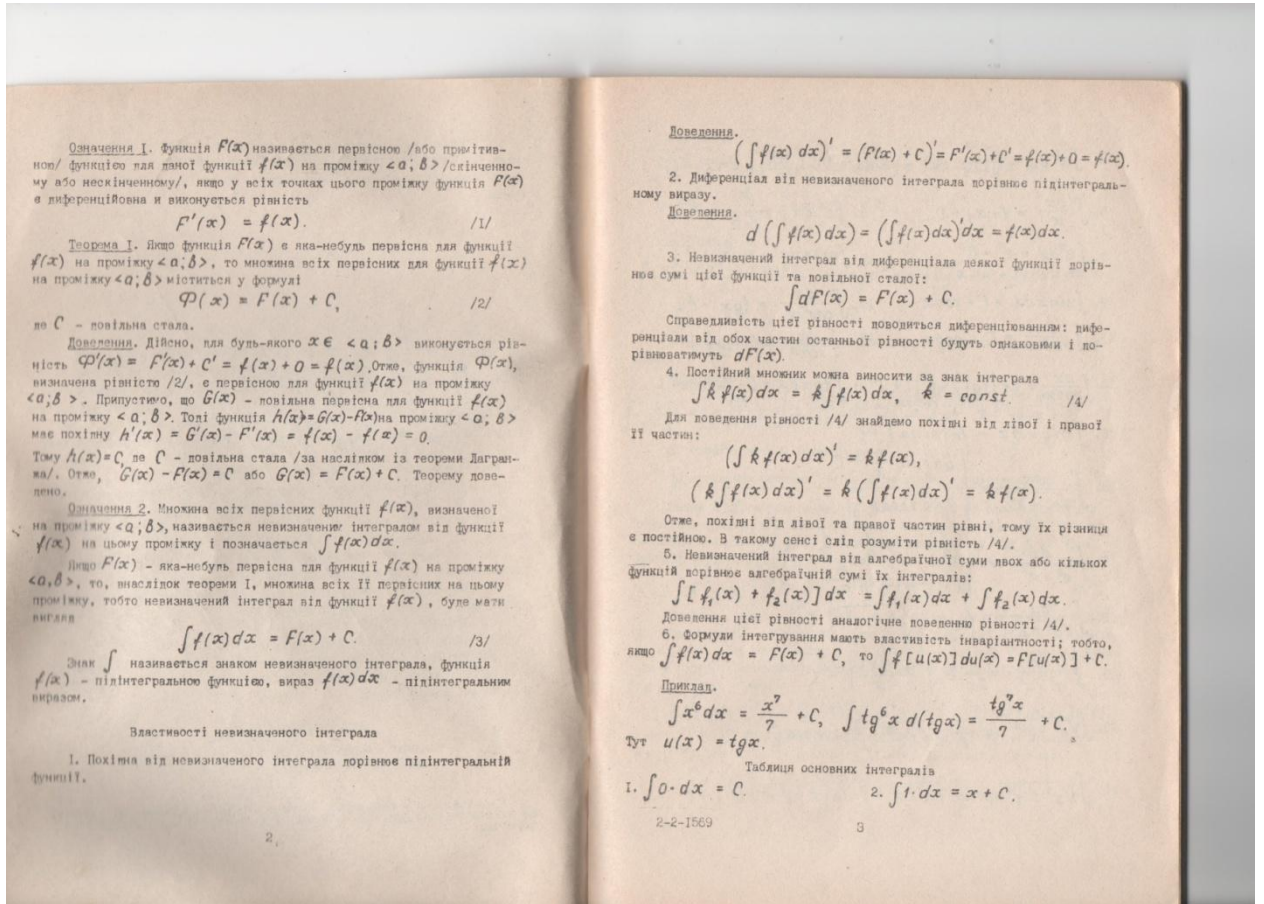 Означення I. Функція F(x) називається первісною /або примітив-
ною/ функцією для даної функції f(x) на проміжку <a; b> /скінченно-
му або нескінченному/, якщо у всіх точках цього проміжку функція F(x)
є диференційовна и виконується рівність
F'(x) = f(x). /1/
Теорема I. Якщо функція F(x) є яка-небудь первісна для функції
f(x) на проміжку <a; b>, то множина всіх первісних для функції f(x)
на проміжку <a; b> міститься у формулі
Φ(x) = F(x) + C, /2/
де C - довільна стала.
Доведення. Дійсно, для будь-якого x ∈ <a; b> виконується рів-
ність Φ'(x) = F'(x) + C' = f(x) + 0 = f(x). Отже, функція Φ(x),
визначена рівністю /2/, є первісною для функції f(x) на проміжку
<a; b>. Припустимо, що G(x) - довільна первісна для функції f(x)
на проміжку <a; b>. Тоді функція h(x)=G(x)-F(x) на проміжку <a; b>
має похідну h'(x) = G'(x) - F'(x) = f(x) - f(x) = 0.
Тому h(x)=C, де C - довільна стала /за наслідком із теореми Лагран-
жа/. Отже, G(x) - F(x) = C або G(x) = F(x) + C. Теорему дове-
дено.
Означення 2. Множина всіх первісних функції f(x), визначеної
на проміжку <a; b>, називається невизначеним інтегралом від функції
f(x) на цьому проміжку і позначається ∫f(x)dx.
Якщо F(x) - яка-небудь первісна для функції f(x) на проміжку
<a, b>, то, внаслідок теореми I, множина всіх її первісних на цьому
проміжку, тобто невизначений інтеграл від функції f(x), буде мати
вигляд
∫f(x)dx = F(x) + C. /3/
Знак ∫ називається знаком невизначеного інтеграла, функція
f(x) - підінтегральною функцією, вираз f(x)dx - підінтегральним
виразом.
Властивості невизначеного інтеграла
I. Похідна від невизначеного інтеграла дорівнює підінтегральній
функції.
2
Доведення.
(∫f(x) dx)' = (F(x) + C)' = F'(x) + C' = f(x) + 0 = f(x).
2. Диференціал від невизначеного інтеграла дорівнює підінтеграль-
ному виразу.
Доведення.
d(∫f(x)dx) = (∫f(x)dx)'dx = f(x)dx.
3. Невизначений інтеграл від диференціала деякої функції дорів-
нює сумі цієї функції та довільної сталої:
∫dF(x) = F(x) + C.
Справедливість цієї рівності доводиться диференціюванням: дифе-
ренціали від обох частин останньої рівності будуть однаковими і до-
рівнюватимуть dF(x).
4. Постійний множник можна виносити за знак інтеграла
∫k f(x)dx = k∫f(x)dx, k = const. /4/
Для доведення рівності /4/ знайдемо похідні від лівої і правої
її частин:
(∫k f(x)dx)' = k f(x),
(k∫f(x)dx)' = k(∫f(x)dx)' = k f(x).
Отже, похідні від лівої та правої частин рівні, тому їх різниця
є постійною. В такому сенсі слід розуміти рівність /4/.
5. Невизначений інтеграл від алгебраїчної суми двох або кількох
функцій дорівнює алгебраїчній сумі їх інтегралів:
∫[f₁(x) + f₂(x)]dx = ∫f₁(x)dx + ∫f₂(x)dx.
Доведення цієї рівності аналогічне доведенню рівності /4/.
6. Формули інтегрування мають властивість інваріантності; тобто,
якщо ∫f(x)dx = F(x) + C, то ∫f[u(x)]du(x) = F[u(x)] + C.
Приклад.
∫x⁶dx = x⁷/7 + C, ∫tg⁶x d(tgx) = tg⁷x/7 + C.
Тут u(x) = tgx.
Таблиця основних інтегралів
I. ∫0·dx = C. 2. ∫1·dx = x + C.
2-2-I569
3